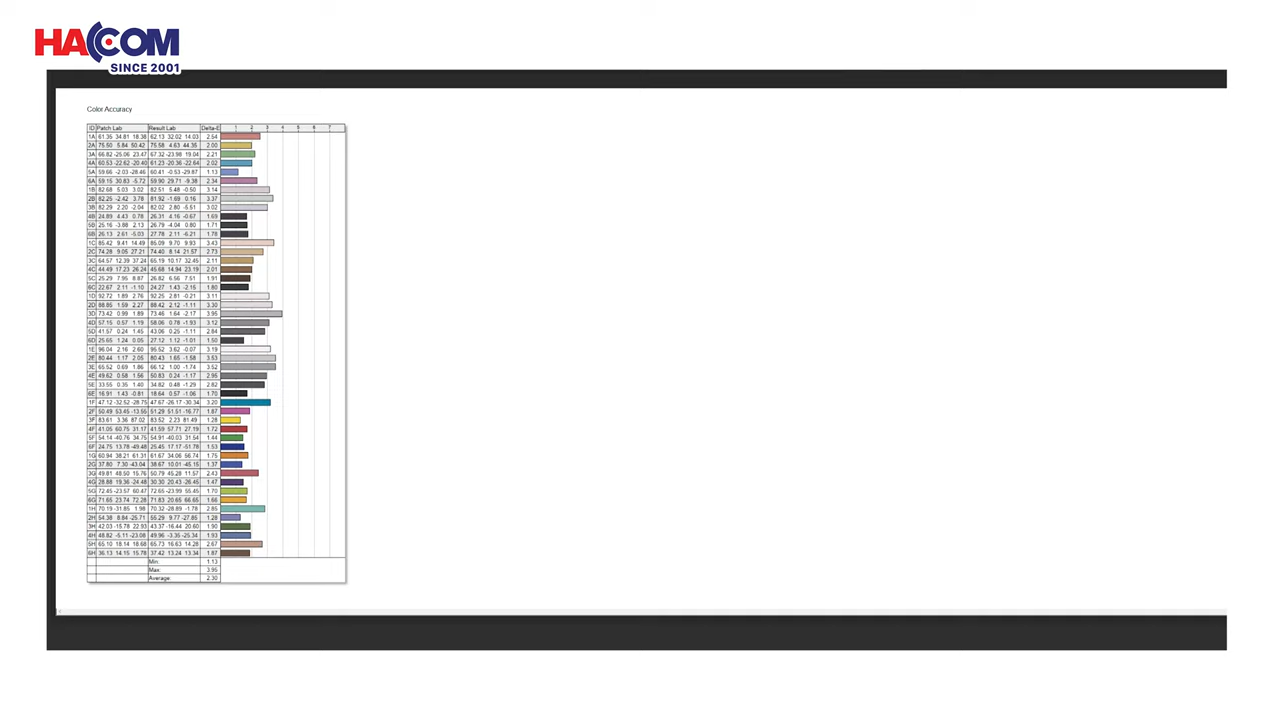 HACOM
SINCE 2001
Color Accuracy
ID Patch Lab Result Lab Delta-E 1 2 3 4 5 6 7
1A 61.35 34.81 18.38 62.13 32.02 14.03 2.54
2A 75.50 5.84 50.42 75.58 4.63 44.35 2.00
3A 66.82 -25.06 23.47 67.32 -23.98 19.04 2.21
4A 60.53 -22.62 -20.40 61.23 -20.36 -22.64 2.02
5A 59.66 -2.03 -28.46 60.41 -0.53 -29.87 1.13
6A 59.15 30.83 -5.72 59.90 29.71 -9.38 2.34
1B 82.68 5.03 3.02 82.51 5.48 -0.50 3.14
2B 82.25 -2.42 3.78 81.92 -1.69 0.16 3.37
3B 82.29 2.20 -2.04 82.02 2.80 -5.51 3.02
4B 24.89 4.43 0.78 26.31 4.16 -0.67 1.69
5B 25.16 -3.88 2.13 26.79 -4.04 0.80 1.71
6B 26.13 2.61 -5.03 27.78 2.11 -6.21 1.78
1C 85.42 9.41 14.49 85.09 9.70 9.93 3.43
2C 74.28 9.05 27.21 74.40 8.14 21.57 2.73
3C 64.57 12.39 37.24 65.19 10.17 32.45 2.11
4C 44.49 17.23 26.24 45.68 14.94 23.19 2.01
5C 25.29 7.95 8.87 26.82 6.56 7.51 1.91
6C 22.67 2.11 -1.10 24.27 1.43 -2.15 1.80
1D 92.72 1.89 2.76 92.25 2.81 -0.21 3.11
2D 88.85 1.59 2.27 88.42 2.12 -1.11 3.30
3D 73.42 0.99 1.89 73.46 1.64 -2.17 3.95
4D 57.15 0.57 1.19 58.06 0.78 -1.93 3.12
5D 41.57 0.24 1.45 43.06 0.25 -1.11 2.84
6D 25.65 1.24 0.05 27.12 1.12 -1.01 1.50
1E 96.04 2.16 2.60 95.52 3.62 -0.07 3.19
2E 80.44 1.17 2.05 80.43 1.65 -1.58 3.53
3E 65.52 0.69 1.86 66.12 1.00 -1.74 3.52
4E 49.62 0.58 1.56 50.83 0.24 -1.17 2.95
5E 33.55 0.35 1.40 34.82 0.48 -1.29 2.82
6E 16.91 1.43 -0.81 18.64 0.57 -1.06 1.70
1F 47.12 -32.52 -28.75 47.67 -26.17 -30.34 3.20
2F 50.49 53.45 -13.55 51.29 51.51 -16.77 1.87
3F 83.61 3.36 87.02 83.52 2.23 81.49 1.28
4F 41.05 60.75 31.17 41.59 57.71 27.19 1.72
5F 54.14 -40.76 34.75 54.91 -40.03 31.54 1.44
6F 24.75 13.78 -49.48 25.45 17.17 -51.78 1.53
1G 60.94 38.21 61.31 61.67 34.06 56.74 1.75
2G 37.80 7.30 -43.04 38.67 10.01 -45.15 1.37
3G 49.81 48.50 15.76 50.79 45.28 11.57 2.43
4G 28.88 19.36 -24.48 30.30 20.43 -26.45 1.47
5G 72.45 -23.57 60.47 72.65 -23.99 55.45 1.70
6G 71.65 23.74 72.28 71.83 20.65 66.65 1.66
1H 70.19 -31.85 1.98 70.32 -28.89 -1.78 2.85
2H 54.38 8.84 -25.71 55.29 9.77 -27.85 1.28
3H 42.03 -15.78 22.93 43.37 -16.44 20.60 1.90
4H 48.82 -5.11 -23.08 49.96 -3.35 -25.34 1.93
5H 65.10 18.14 18.68 65.73 16.63 14.28 2.67
6H 36.13 14.15 15.78 37.42 13.24 13.34 1.87
Min: 1.13
Max: 3.95
Average: 2.30